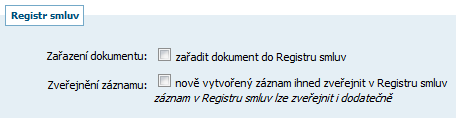 Registr smluv
Zařazení dokumentu: zařadit dokument do Registru smluv
Zveřejnění záznamu: nově vytvořený záznam ihned zveřejnit v Registru smluv
záznam v Registru smluv lze zveřejnit i dodatečně